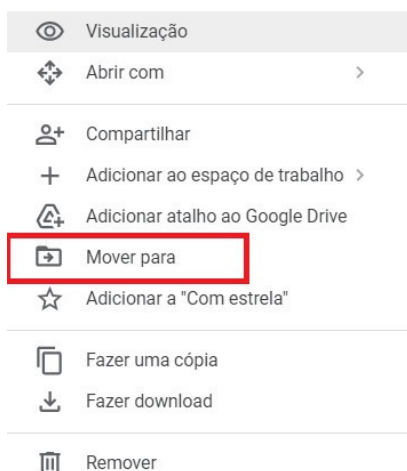 Visualização
Abrir com
Compartilhar
Adicionar ao espaço de trabalho
Adicionar atalho ao Google Drive
Mover para
Adicionar a "Com estrela"
Fazer uma cópia
Fazer download
Remover